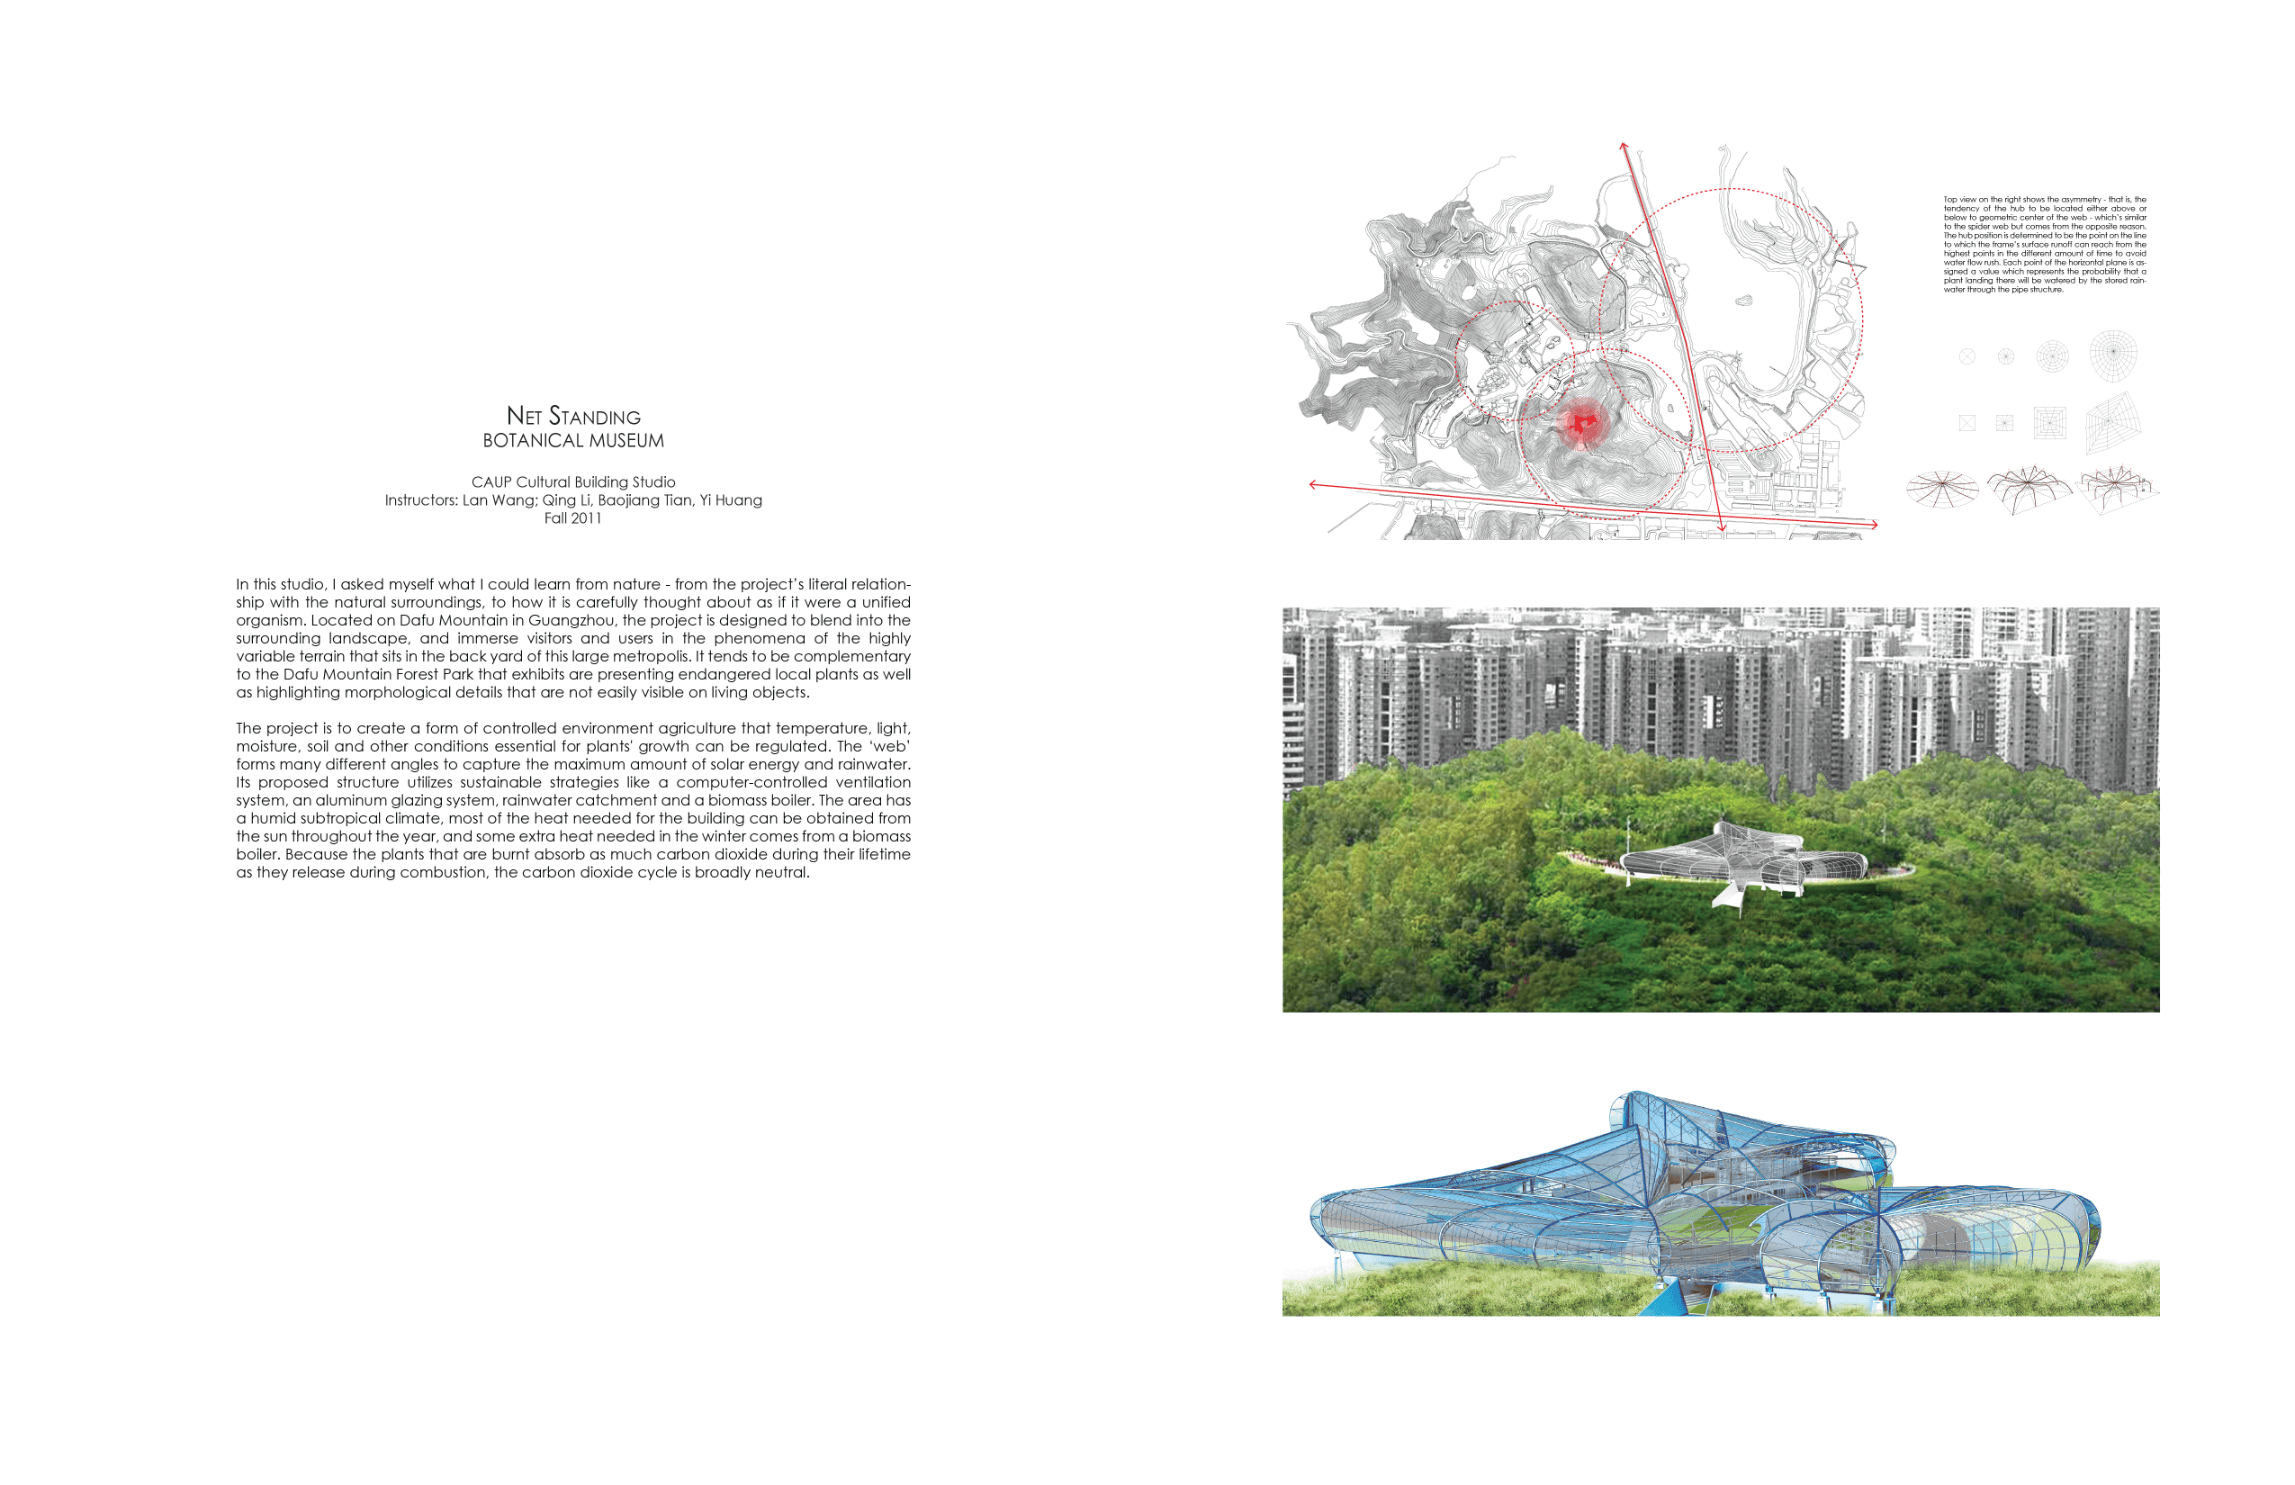 NET STANDING
BOTANICAL MUSEUM
CAUP Cultural Building Studio
Instructors: Lan Wang; Qing Li, Baojiang Tian, Yi Huang
Fall 2011
In this studio, I asked myself what I could learn from nature - from the project’s literal relation-
ship with the natural surroundings, to how it is carefully thought about as if it were a unified
organism. Located on Dafu Mountain in Guangzhou, the project is designed to blend into the
surrounding landscape, and immerse visitors and users in the phenomena of the highly
variable terrain that sits in the back yard of this large metropolis. It tends to be complementary
to the Dafu Mountain Forest Park that exhibits are presenting endangered local plants as well
as highlighting morphological details that are not easily visible on living objects.
The project is to create a form of controlled environment agriculture that temperature, light,
moisture, soil and other conditions essential for plants' growth can be regulated. The ‘web’
forms many different angles to capture the maximum amount of solar energy and rainwater.
Its proposed structure utilizes sustainable strategies like a computer-controlled ventilation
system, an aluminum glazing system, rainwater catchment and a biomass boiler. The area has
a humid subtropical climate, most of the heat needed for the building can be obtained from
the sun throughout the year, and some extra heat needed in the winter comes from a biomass
boiler. Because the plants that are burnt absorb as much carbon dioxide during their lifetime
as they release during combustion, the carbon dioxide cycle is broadly neutral.
Top view on the right shows the asymmetry - that is, the
tendency of the hub to be located either above or
below to geometric center of the web - which’s similar
to the spider web but comes from the opposite reason.
The hub position is determined to be the point on the line
to which the frame’s surface runoff can reach from the
highest points in the different amount of time to avoid
water flow rush. Each point of the horizontal plane is as-
signed a value which represents the probability that a
plant landing there will be watered by the stored rain-
water through the pipe structure.